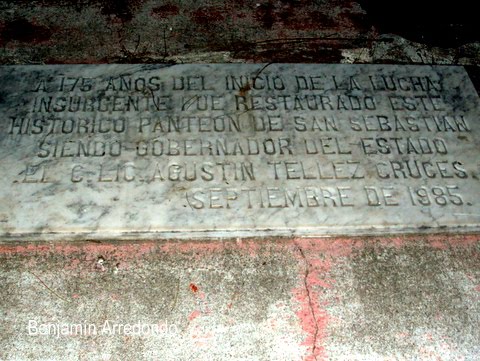 A 175 AÑOS DEL INICIO DE LA LUCHA
INSURGENTE FUE RESTAURADO ESTE
HISTORICO PANTEON DE SAN SEBASTIAN
SIENDO GOBERNADOR DEL ESTADO
EL C. LIC. AGUSTIN TELLEZ CRUCES.
SEPTIEMBRE DE 1985.
Benjamín Arredondo